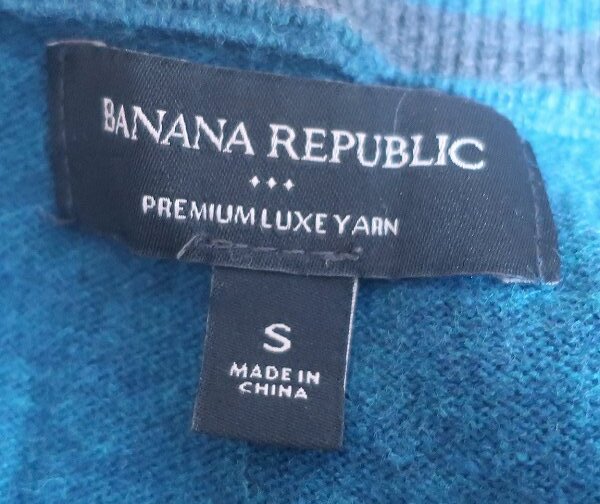 BANANA REPUBLIC
PREMIUM LUXE YARN
S
MADE IN
CHINA